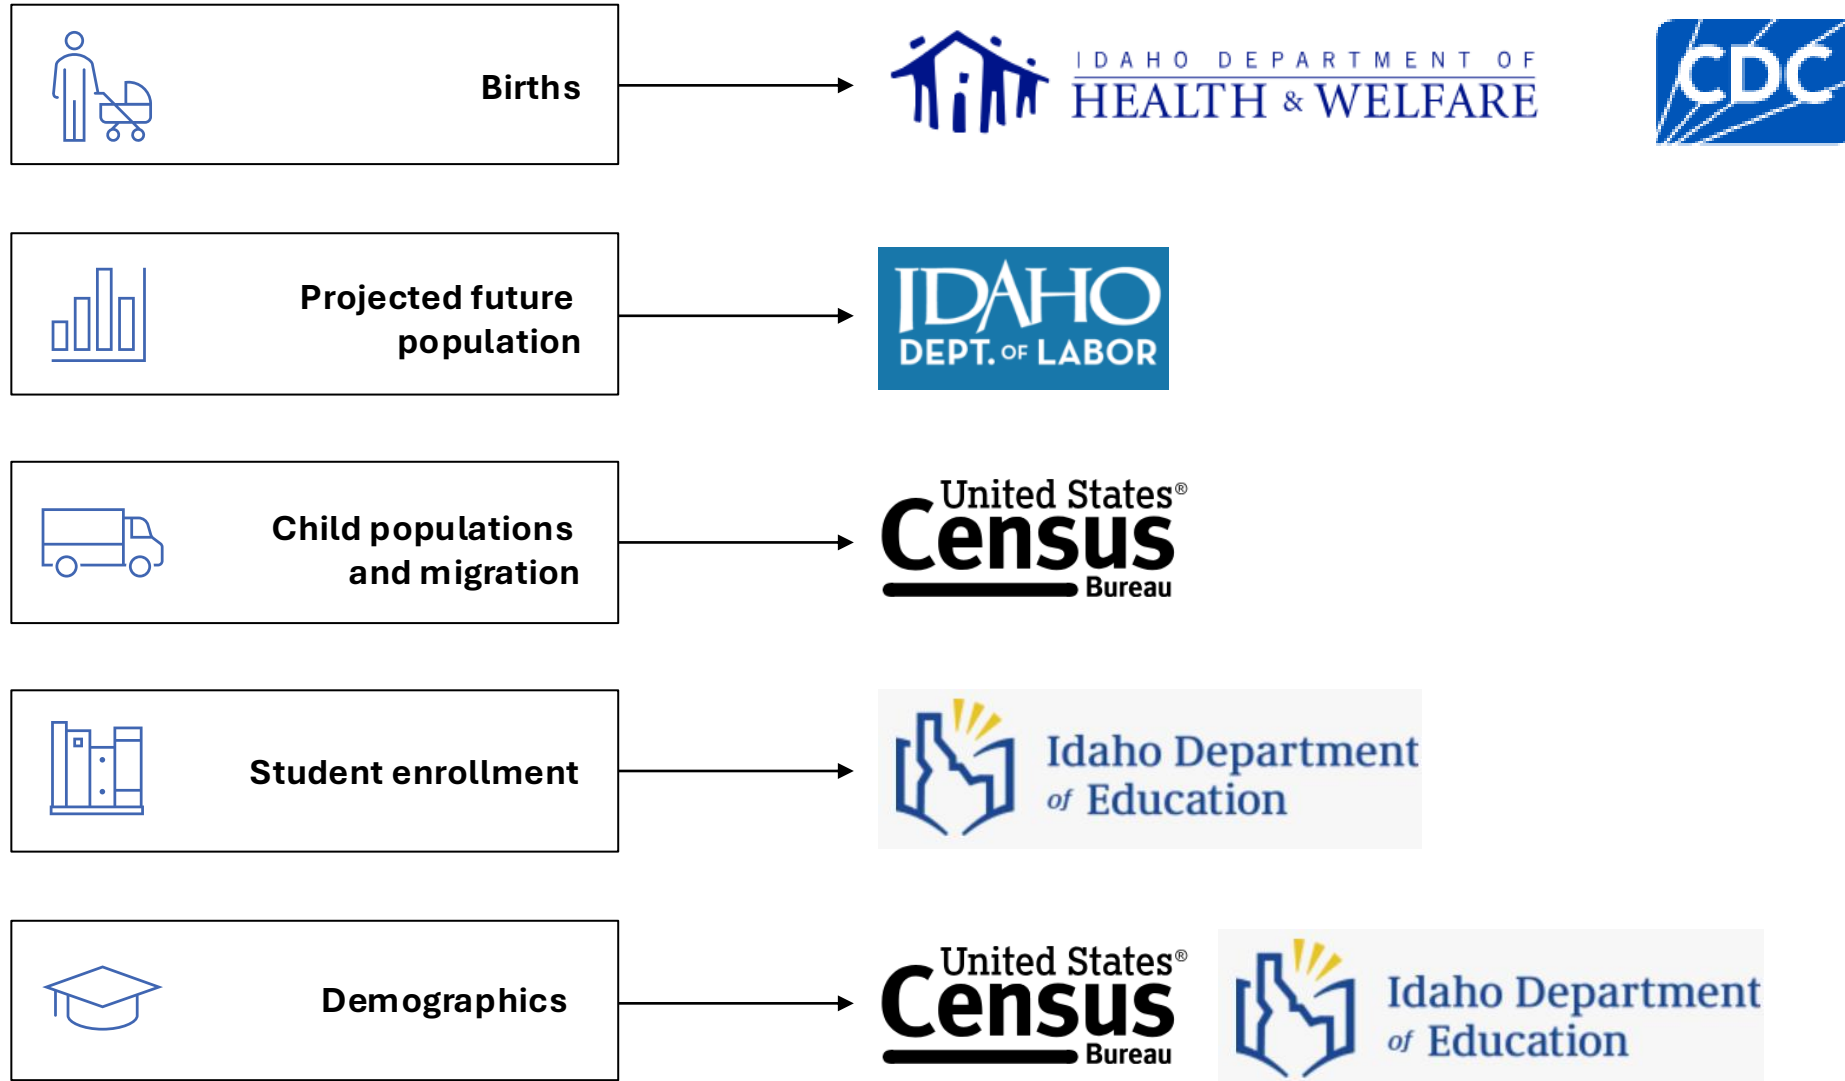 Births
IDAHO DEPARTMENT OF
HEALTH & WELFARE
CDC
Projected future
population
IDAHO
DEPT. OF LABOR
Child populations
and migration
United States®
Census
Bureau
Student enrollment
Idaho Department
of Education
Demographics
United States®
Census
Bureau
Idaho Department
of Education